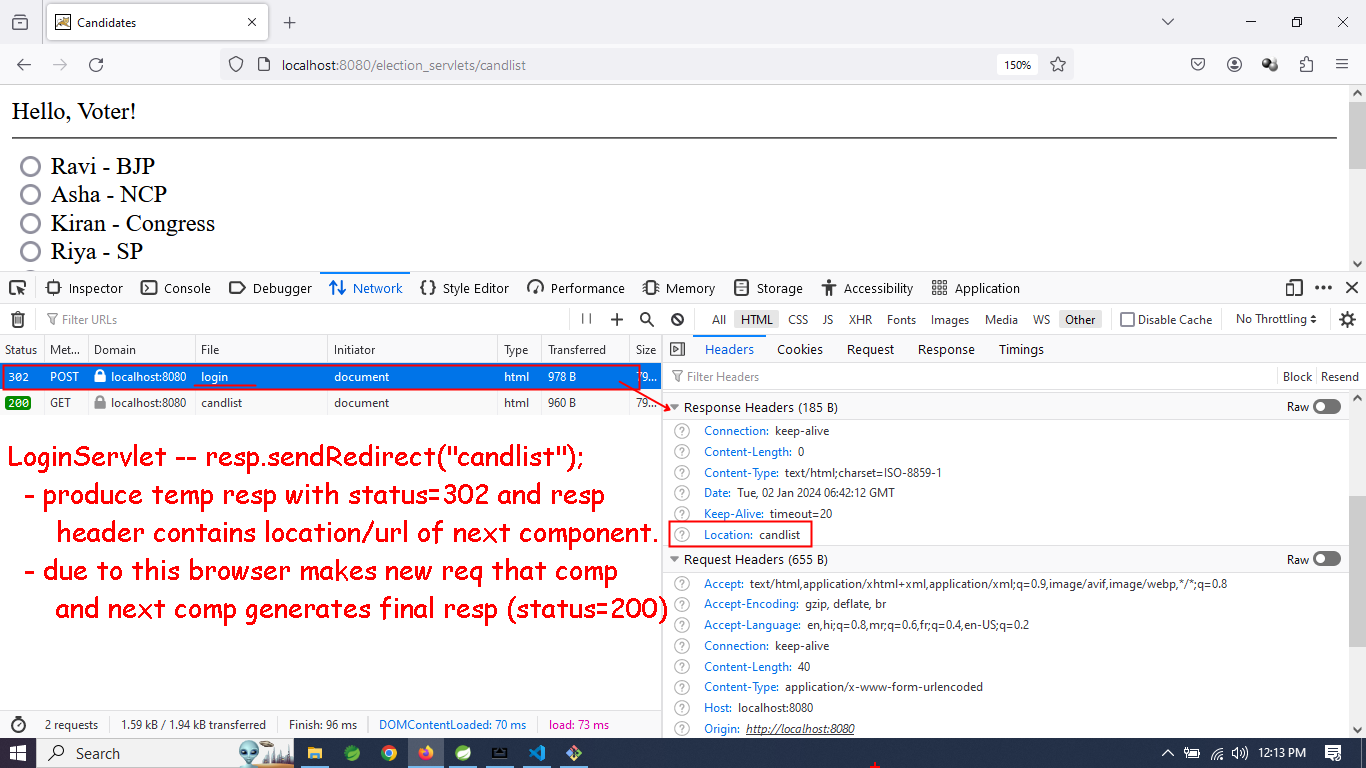 Candidates
localhost:8080/election_servlets/candlist
150%
Hello, Voter!
Ravi - BJP
Asha - NCP
Kiran - Congress
Riya - SP
Inspector Console Debugger Network Style Editor Performance Memory Storage Accessibility Application
Filter URLs
All HTML CSS JS XHR Fonts Images Media WS Other Disable Cache No Throttling
Status Met... Domain File Initiator Type Transferred Size
302 POST localhost:8080 login document html 978 B 79...
200 GET localhost:8080 candlist document html 960 B 79...
LoginServlet -- resp.sendRedirect("candlist");
- produce temp resp with status=302 and resp
header contains location/url of next component.
- due to this browser makes new req that comp
and next comp generates final resp (status=200)
2 requests 1.59 kB / 1.94 kB transferred Finish: 96 ms DOMContentLoaded: 70 ms load: 73 ms
Headers Cookies Request Response Timings
Filter Headers Block Resend
Response Headers (185 B) Raw
Connection: keep-alive
Content-Length: 0
Content-Type: text/html;charset=ISO-8859-1
Date: Tue, 02 Jan 2024 06:42:12 GMT
Keep-Alive: timeout=20
Location: candlist
Request Headers (655 B) Raw
Accept: text/html,application/xhtml+xml,application/xml;q=0.9,image/avif,image/webp,*/*;q=0.8
Accept-Encoding: gzip, deflate, br
Accept-Language: en,hi;q=0.8,mr;q=0.6,fr;q=0.4,en-US;q=0.2
Connection: keep-alive
Content-Length: 40
Content-Type: application/x-www-form-urlencoded
Host: localhost:8080
Origin: http://localhost:8080
Search
12:13 PM